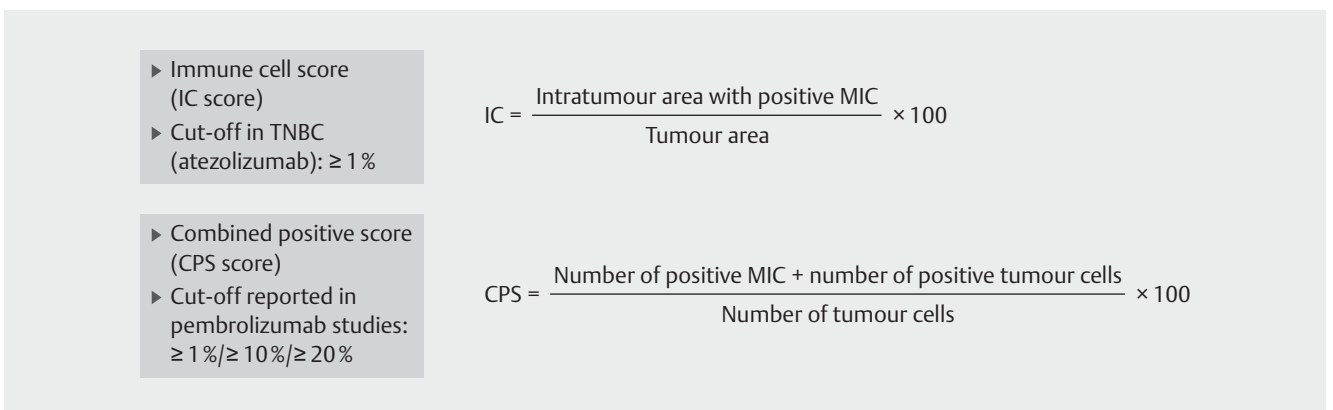 ▶ Immune cell score
(IC score)
▶ Cut-off in TNBC
(atezolizumab): ≥ 1 %
IC = Intratumour area with positive MIC / Tumour area × 100
▶ Combined positive score
(CPS score)
▶ Cut-off reported in
pembrolizumab studies:
≥ 1 %/≥ 10 %/≥ 20 %
CPS = Number of positive MIC + number of positive tumour cells / Number of tumour cells × 100